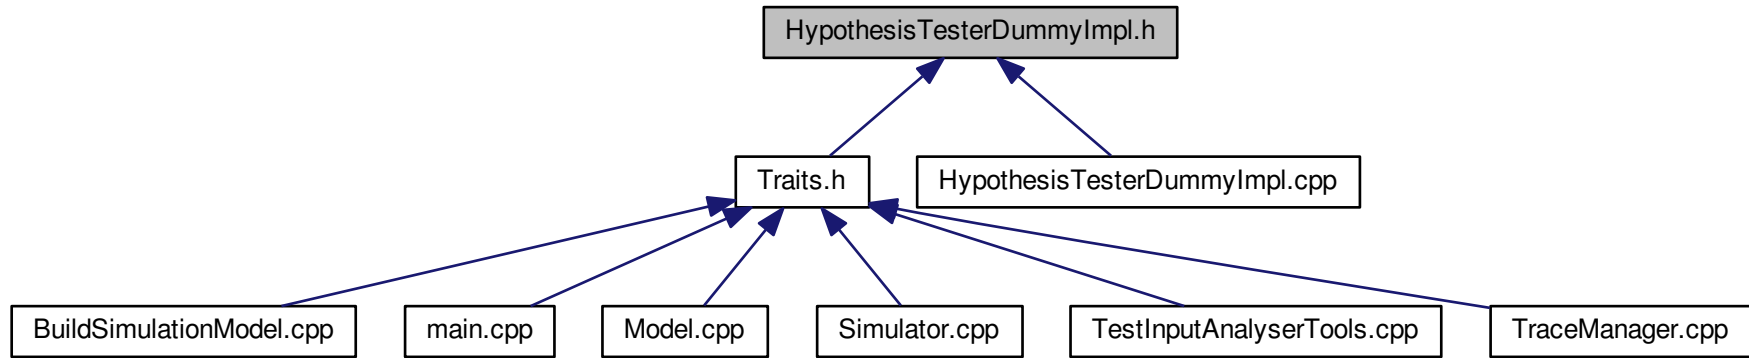 HypothesisTesterDummyImpl.h
Traits.h
HypothesisTesterDummyImpl.cpp
BuildSimulationModel.cpp
main.cpp
Model.cpp
Simulator.cpp
TestInputAnalyserTools.cpp
TraceManager.cpp